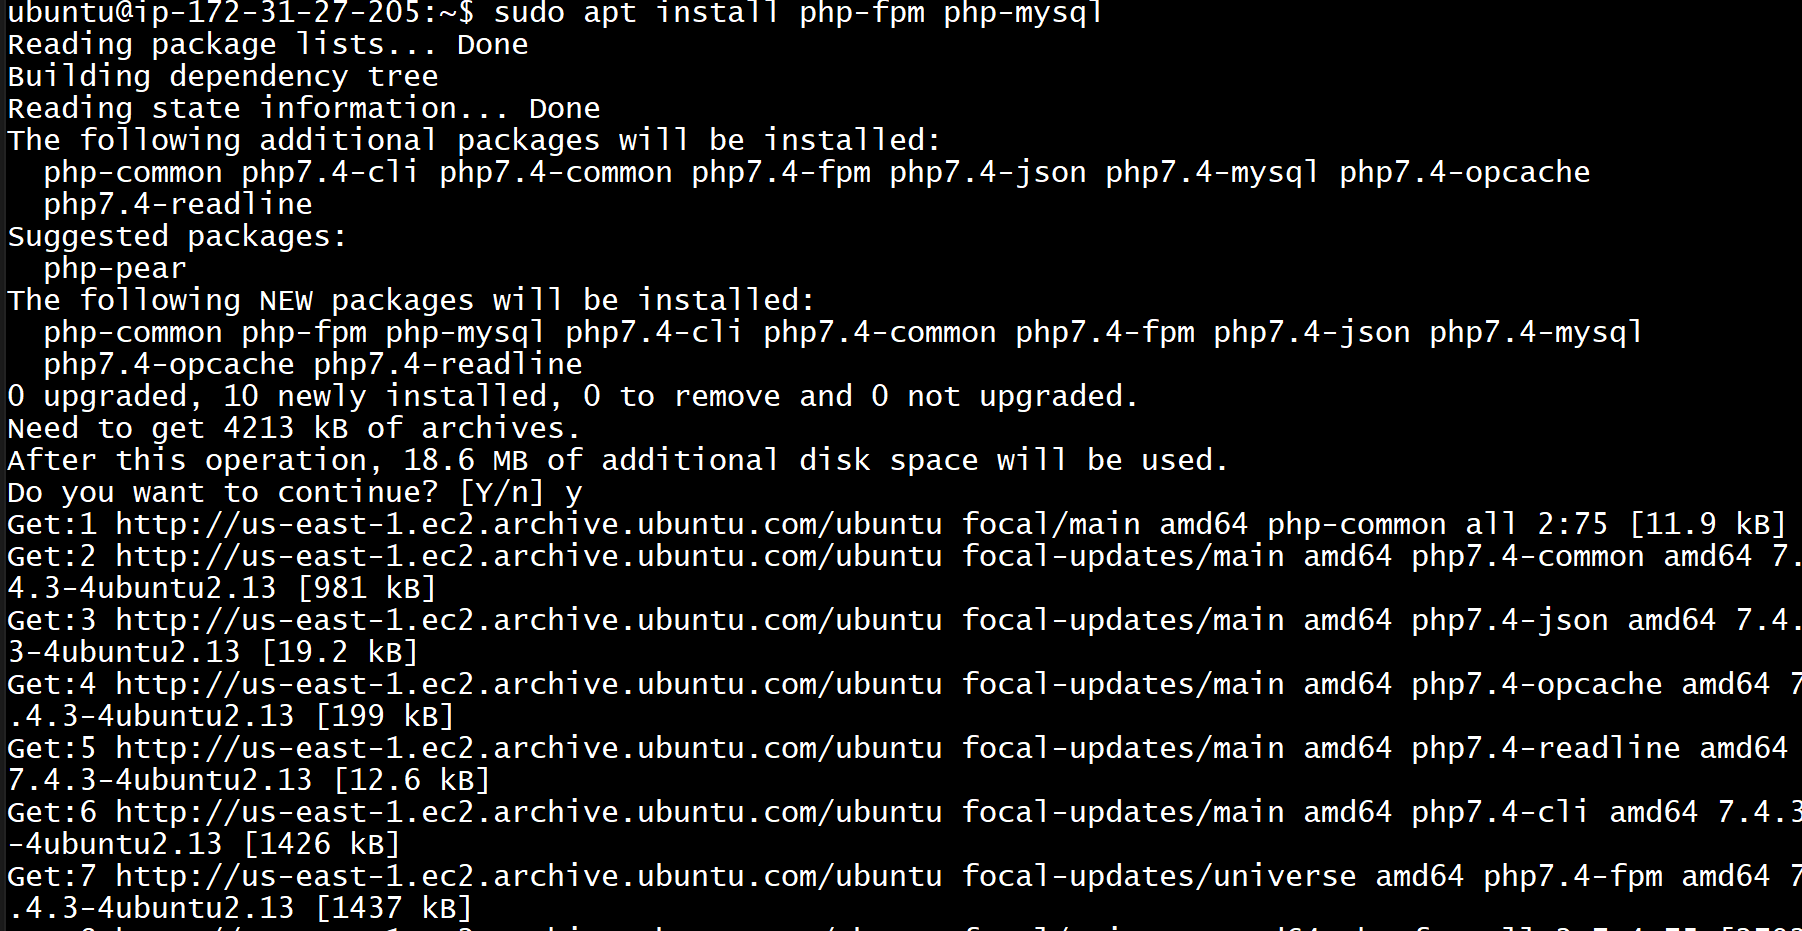 ubuntu@ip-172-31-27-205:~$ sudo apt install php-fpm php-mysql
Reading package lists... Done
Building dependency tree
Reading state information... Done
The following additional packages will be installed:
  php-common php7.4-cli php7.4-common php7.4-fpm php7.4-json php7.4-mysql php7.4-opcache
  php7.4-readline
Suggested packages:
  php-pear
The following NEW packages will be installed:
  php-common php-fpm php-mysql php7.4-cli php7.4-common php7.4-fpm php7.4-json php7.4-mysql
  php7.4-opcache php7.4-readline
0 upgraded, 10 newly installed, 0 to remove and 0 not upgraded.
Need to get 4213 kB of archives.
After this operation, 18.6 MB of additional disk space will be used.
Do you want to continue? [Y/n] y
Get:1 http://us-east-1.ec2.archive.ubuntu.com/ubuntu focal/main amd64 php-common all 2:75 [11.9 kB]
Get:2 http://us-east-1.ec2.archive.ubuntu.com/ubuntu focal-updates/main amd64 php7.4-common amd64 7.
4.3-4ubuntu2.13 [981 kB]
Get:3 http://us-east-1.ec2.archive.ubuntu.com/ubuntu focal-updates/main amd64 php7.4-json amd64 7.4.
3-4ubuntu2.13 [19.2 kB]
Get:4 http://us-east-1.ec2.archive.ubuntu.com/ubuntu focal-updates/main amd64 php7.4-opcache amd64 7
.4.3-4ubuntu2.13 [199 kB]
Get:5 http://us-east-1.ec2.archive.ubuntu.com/ubuntu focal-updates/main amd64 php7.4-readline amd64
7.4.3-4ubuntu2.13 [12.6 kB]
Get:6 http://us-east-1.ec2.archive.ubuntu.com/ubuntu focal-updates/main amd64 php7.4-cli amd64 7.4.3
-4ubuntu2.13 [1426 kB]
Get:7 http://us-east-1.ec2.archive.ubuntu.com/ubuntu focal-updates/universe amd64 php7.4-fpm amd64 7
.4.3-4ubuntu2.13 [1437 kB]